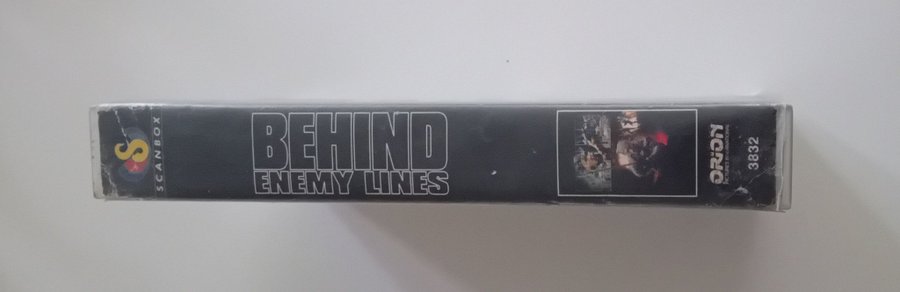 S
SCANBOX
BEHIND
ENEMY LINES
ORION
3832